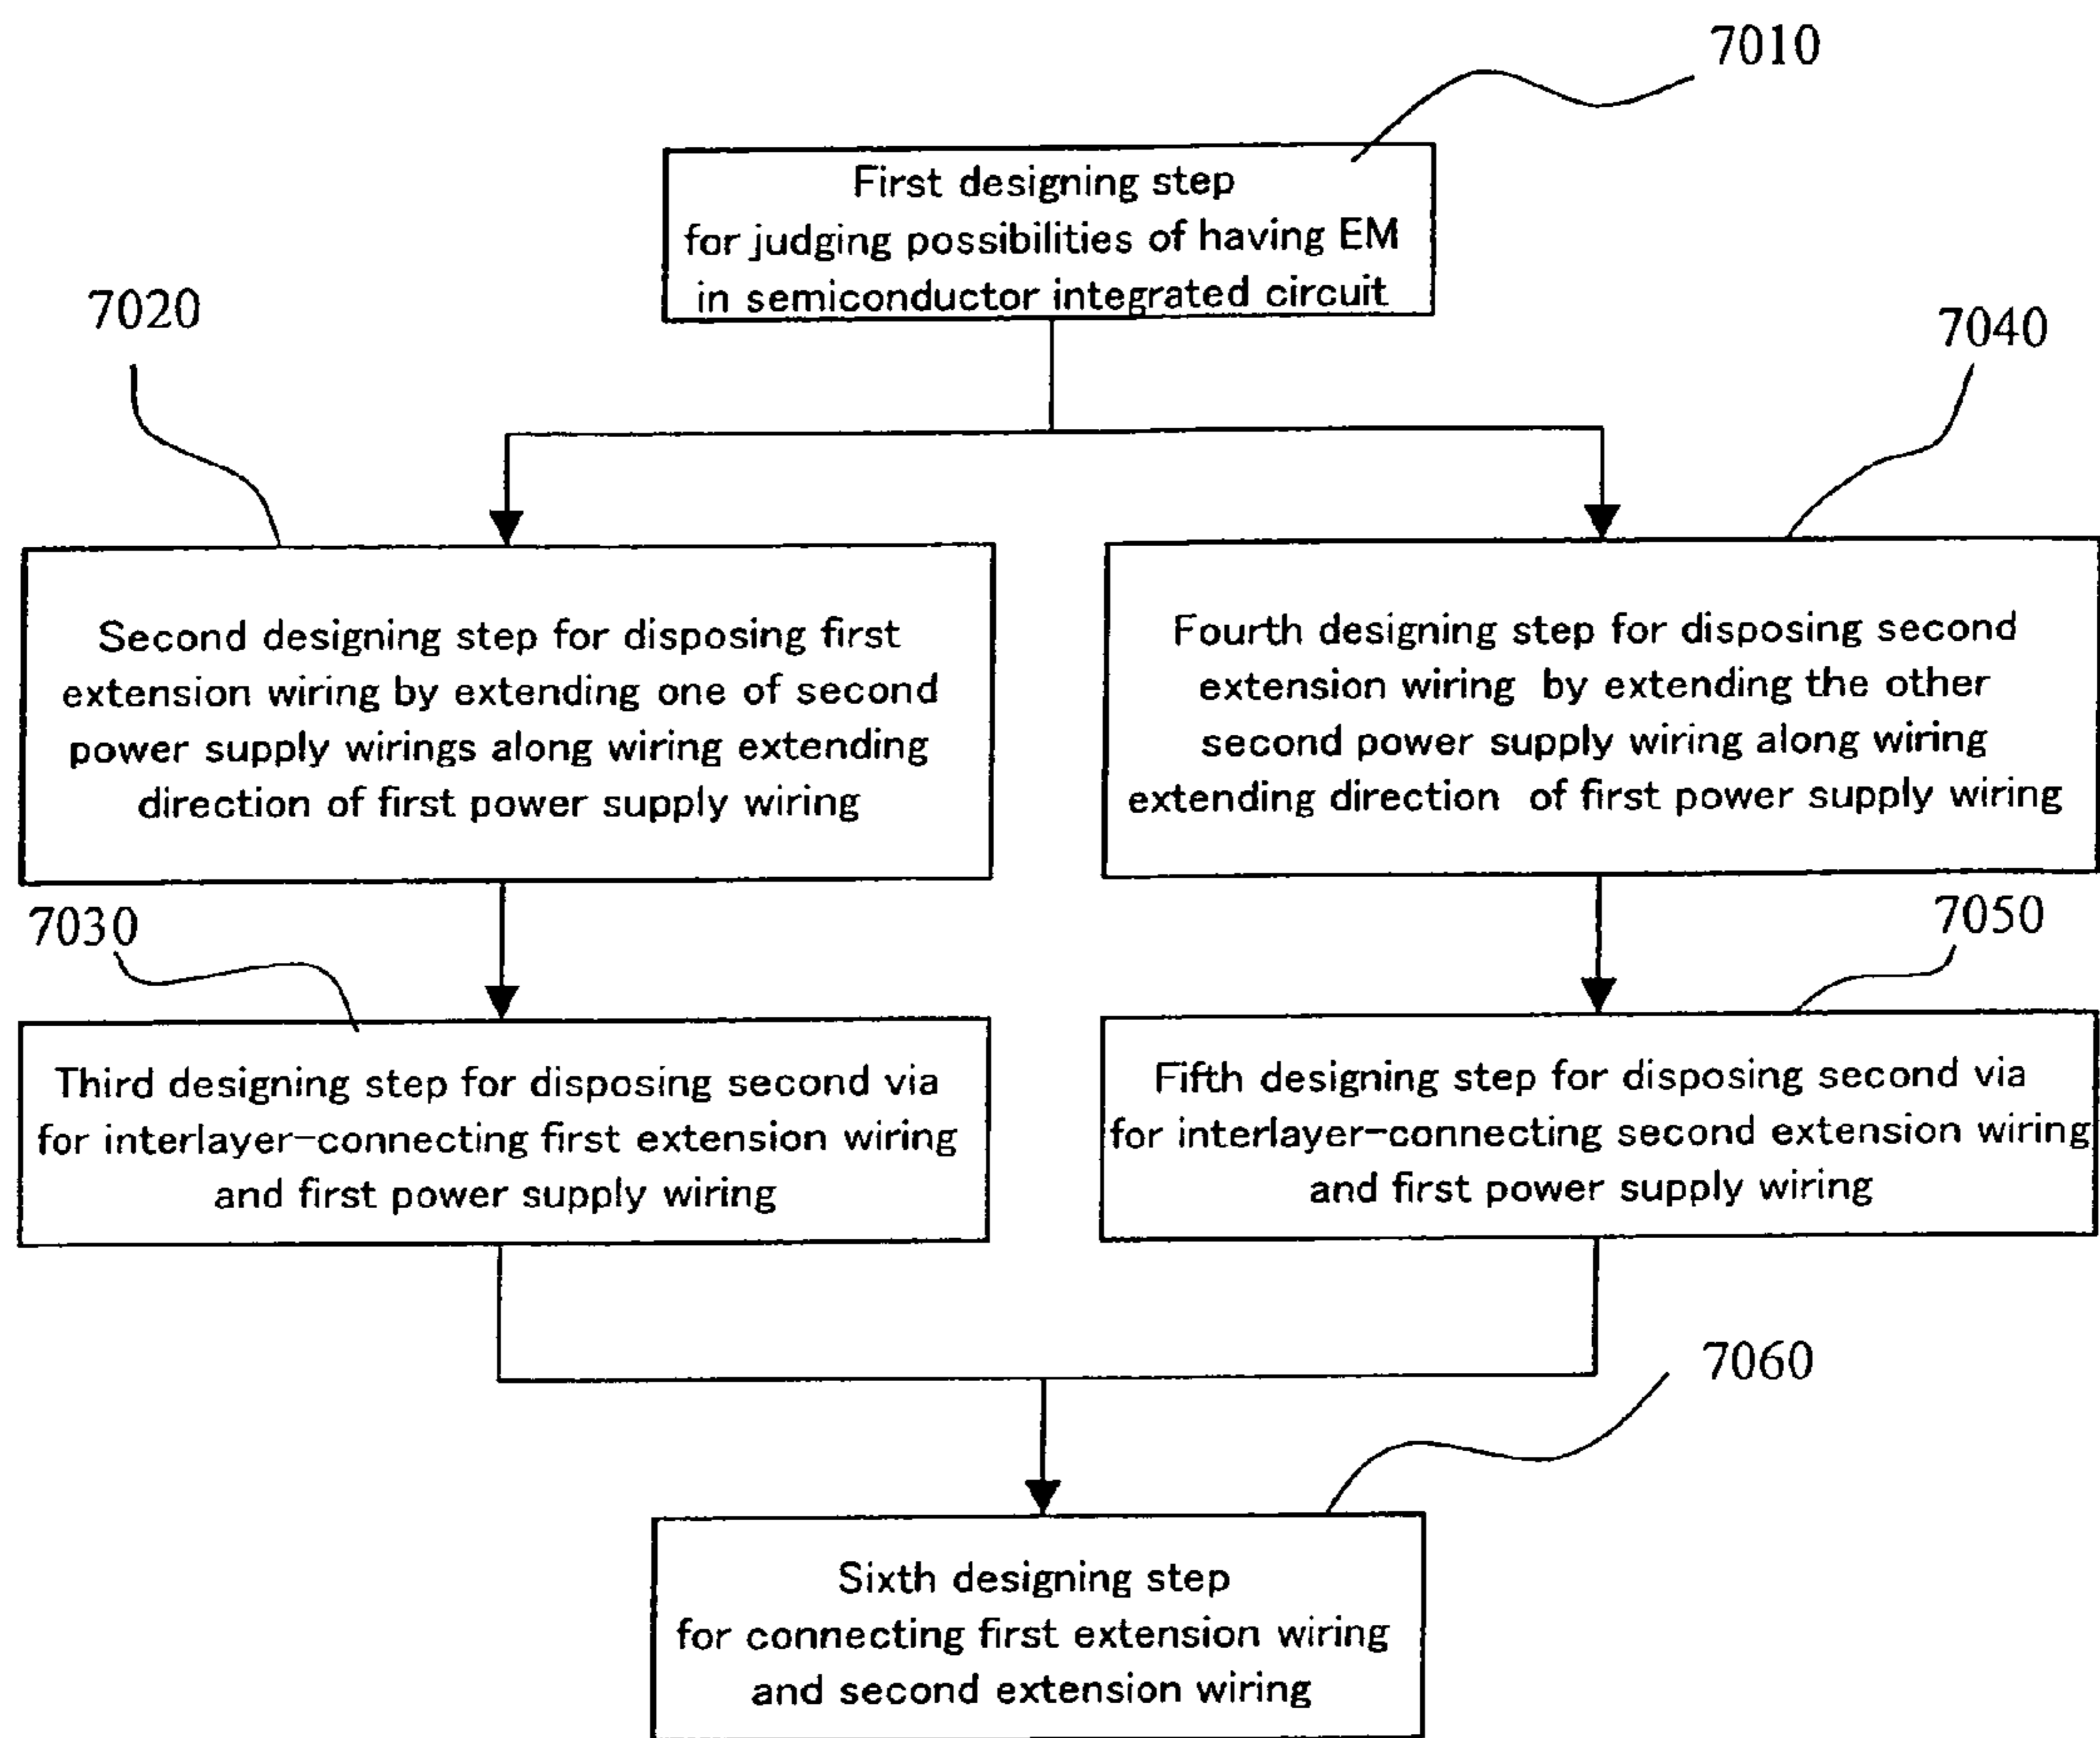 7010
First designing step
for judging possibilities of having EM
in semiconductor integrated circuit
7020
7040
Second designing step for disposing first
extension wiring by extending one of second
power supply wirings along wiring extending
direction of first power supply wiring
Fourth designing step for disposing second
extension wiring by extending the other
second power supply wiring along wiring
extending direction of first power supply wiring
7030
7050
Third designing step for disposing second via
for interlayer-connecting first extension wiring
and first power supply wiring
Fifth designing step for disposing second via
for interlayer-connecting second extension wiring
and first power supply wiring
7060
Sixth designing step
for connecting first extension wiring
and second extension wiring